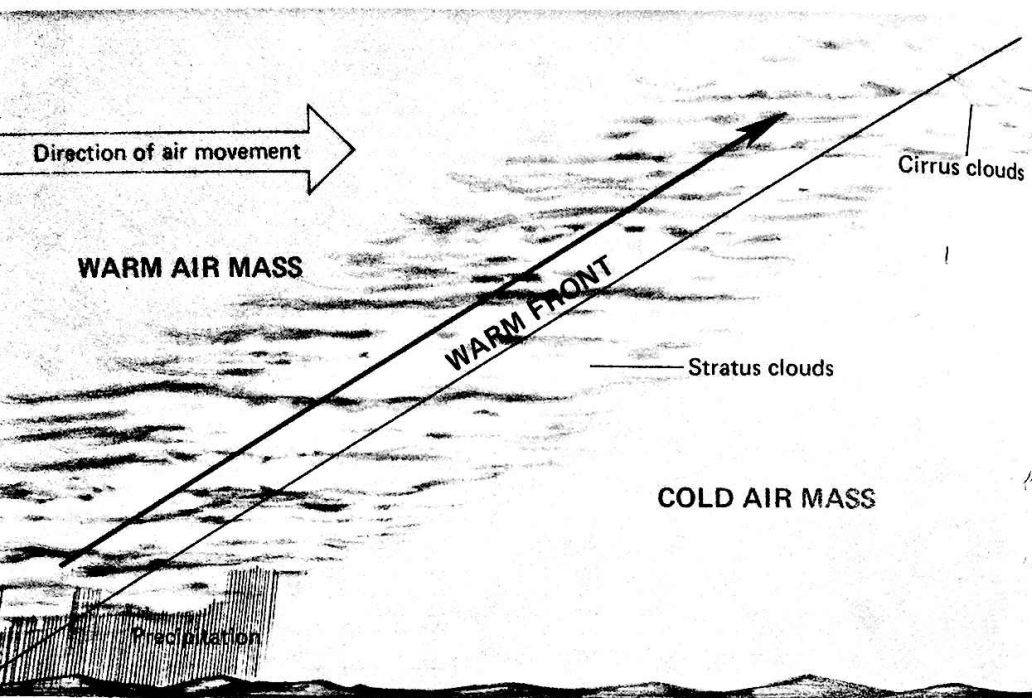 Direction of air movement
Cirrus clouds
WARM AIR MASS
WARM FRONT
Stratus clouds
COLD AIR MASS
Precipitation